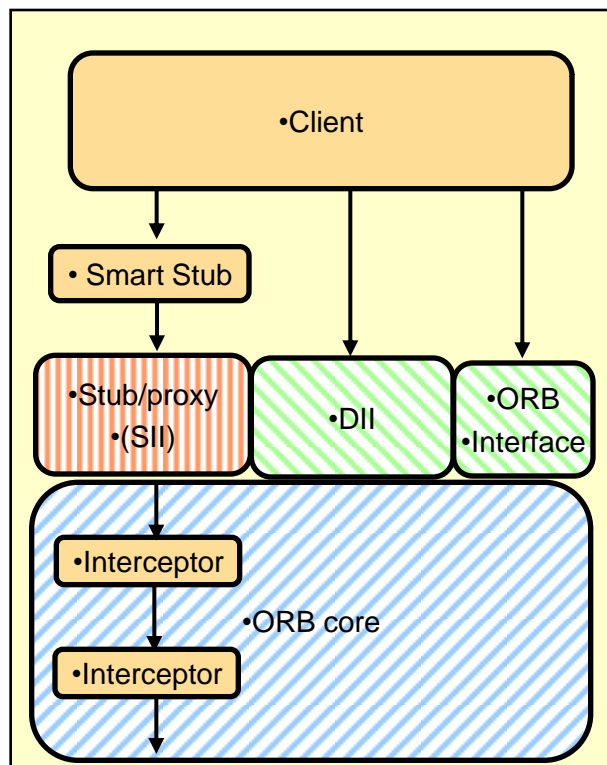 •Client
• Smart Stub
•Stub/proxy
•(SII)
•DII
•ORB
•Interface
•Interceptor
•ORB core
•Interceptor